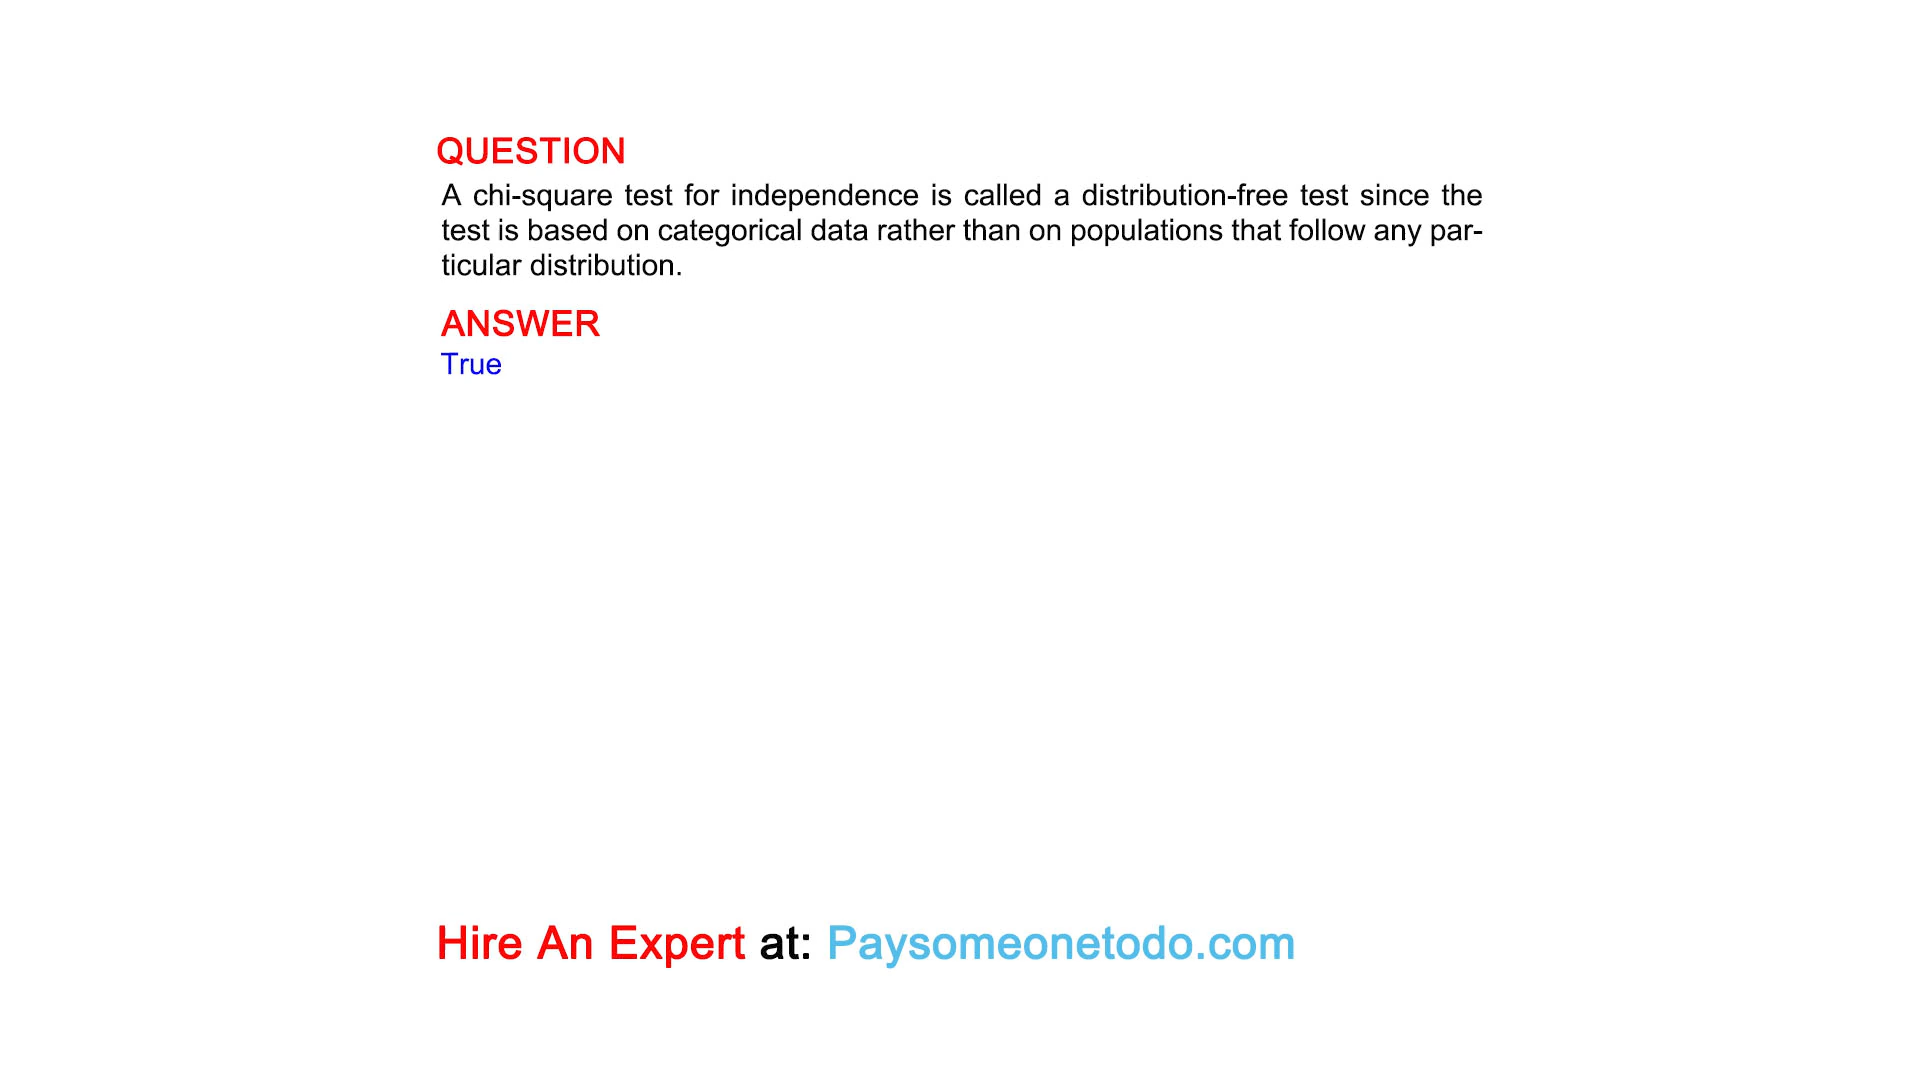 QUESTION
A chi-square test for independence is called a distribution-free test since the
test is based on categorical data rather than on populations that follow any par-
ticular distribution.
ANSWER
True
Hire An Expert at: Paysomeonetodo.com